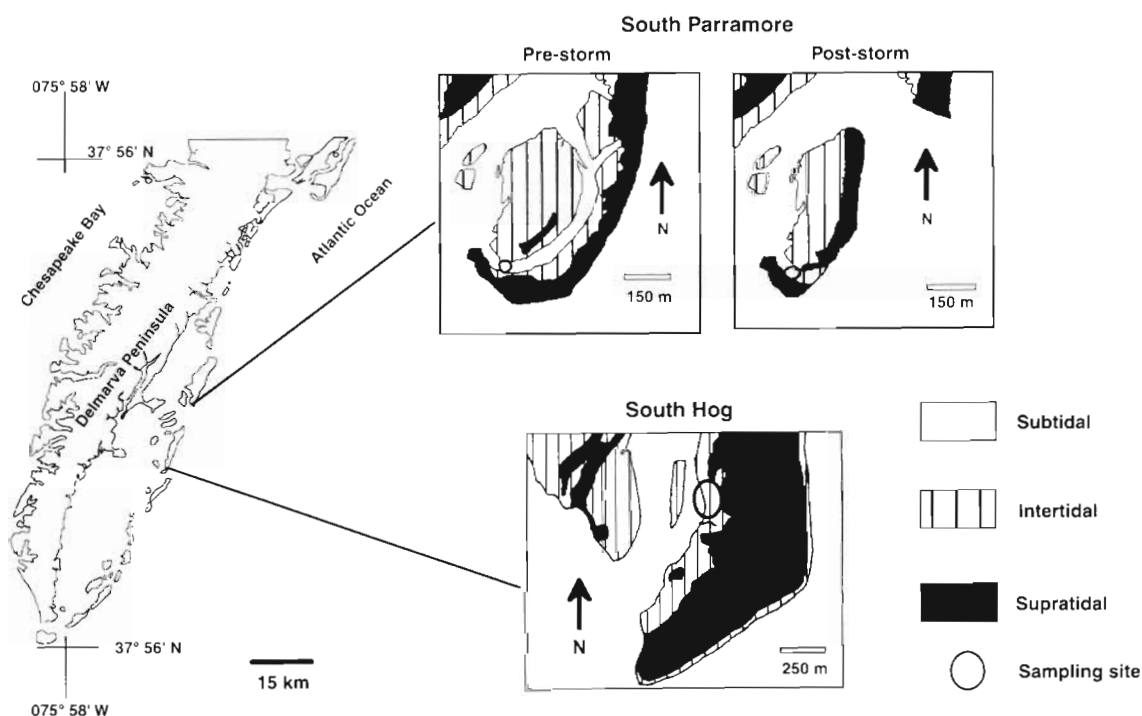 South Parramore
Pre-storm
Post-storm
075° 58' W
37° 56' N
Chesapeake Bay
Atlantic Ocean
Delmarva Peninsula
N
150 m
N
150 m
South Hog
N
250 m
Subtidal
Intertidal
Supratidal
Sampling site
37° 56' N
15 km
075° 58' W